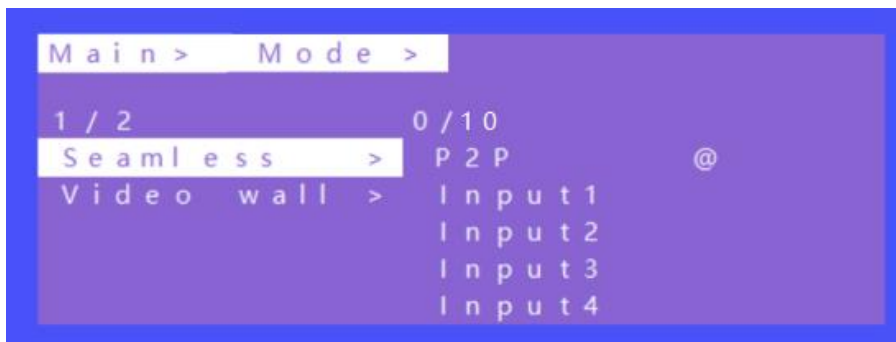 Main> Mode >
1 / 2 0/10
Seamless > P2P @
Video wall > Input1
Input2
Input3
Input4